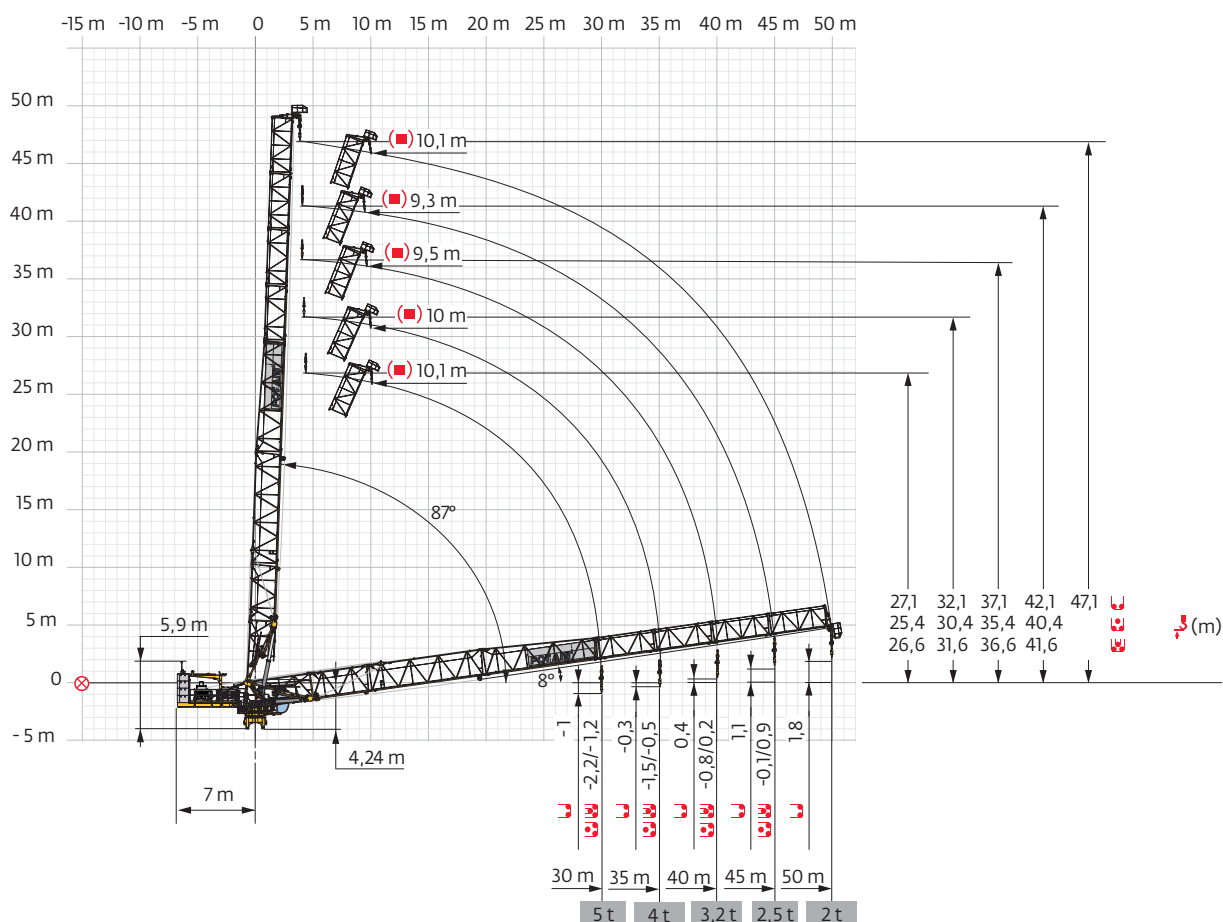 -15 m -10 m -5 m 0 5 m 10 m 15 m 20 m 25 m 30 m 35 m 40 m 45 m 50 m
50 m
45 m
40 m
35 m
30 m
25 m
20 m
15 m
10 m
5 m
0
- 5 m
10,1 m
9,3 m
9,5 m
10 m
10,1 m
87°
8°
5,9 m
4,24 m
7 m
27,1 32,1 37,1 42,1 47,1
25,4 30,4 35,4 40,4
26,6 31,6 36,6 41,6
(m)
-1
-2,2/-1,2
-0,3
-1,5/-0,5
0,4
-0,8/0,2
1,1
-0,1/0,9
1,8
30 m 35 m 40 m 45 m 50 m
5 t 4 t 3,2 t 2,5 t 2 t